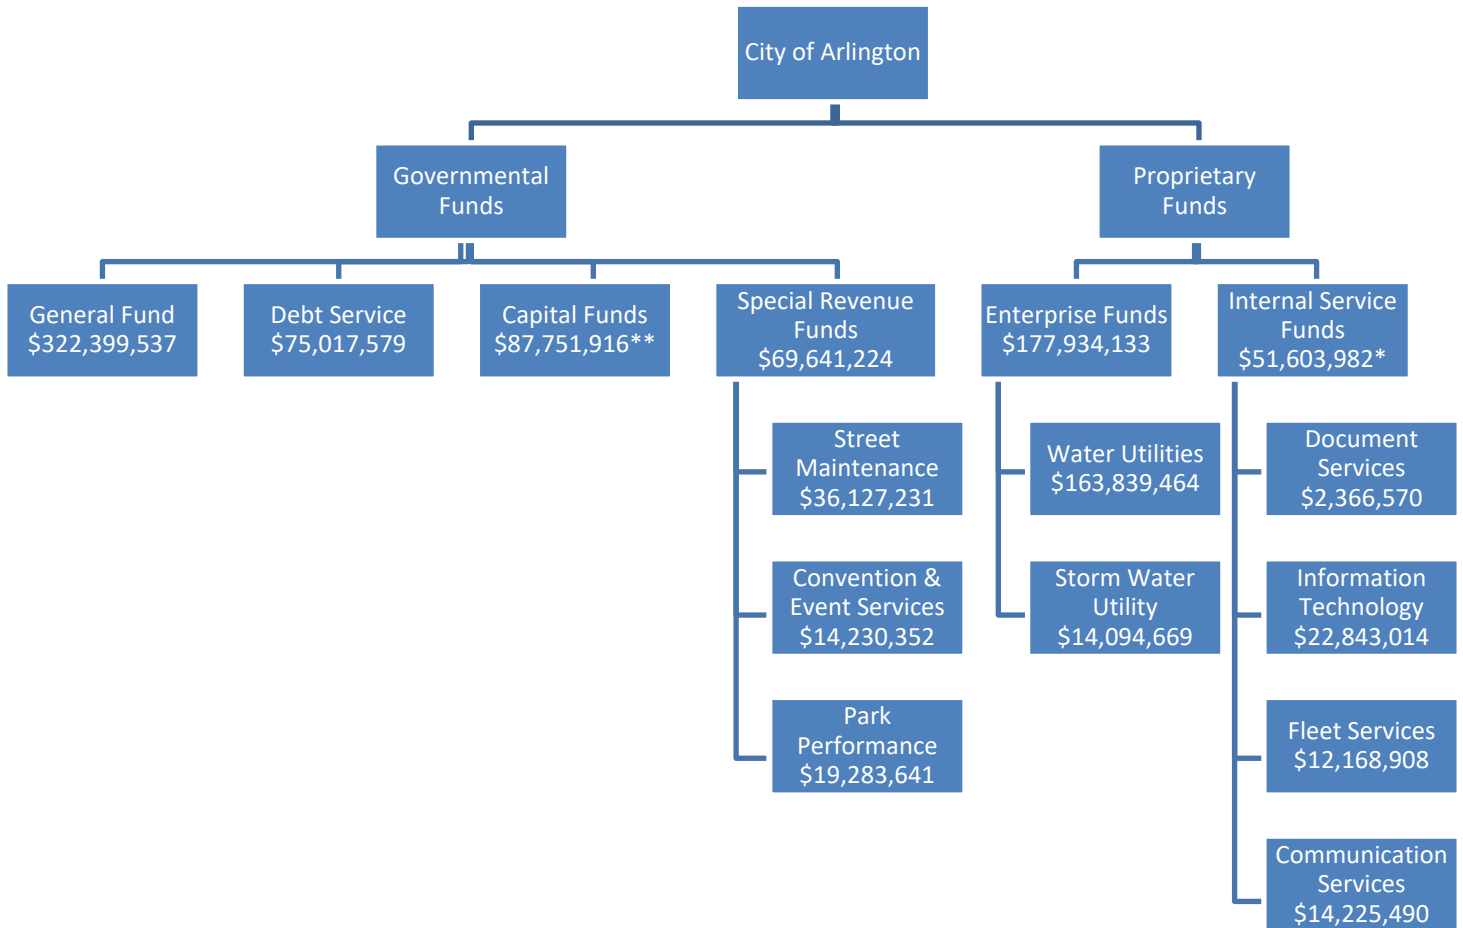 City of Arlington
Governmental
Funds
Proprietary
Funds
General Fund
$322,399,537
Debt Service
$75,017,579
Capital Funds
$87,751,916**
Special Revenue
Funds
$69,641,224
Enterprise Funds
$177,934,133
Internal Service
Funds
$51,603,982*
Street
Maintenance
$36,127,231
Convention &
Event Services
$14,230,352
Park
Performance
$19,283,641
Water Utilities
$163,839,464
Storm Water
Utility
$14,094,669
Document
Services
$2,366,570
Information
Technology
$22,843,014
Fleet Services
$12,168,908
Communication
Services
$14,225,490